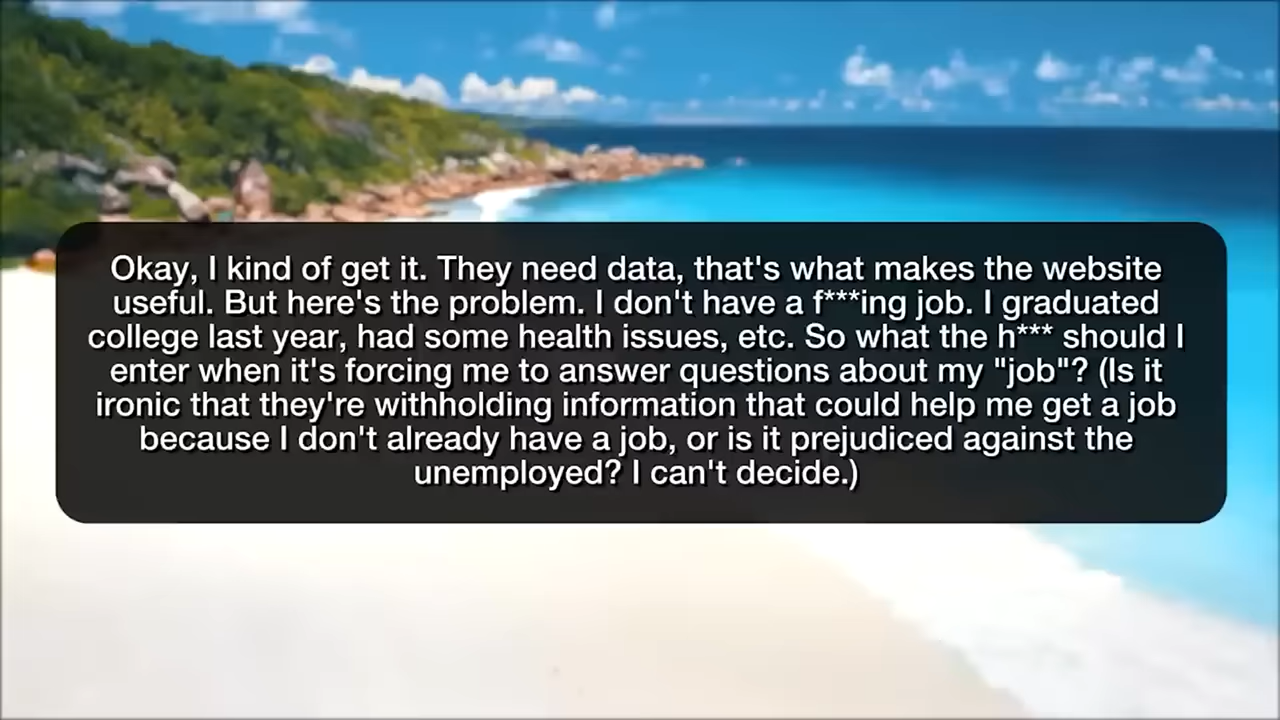 Okay, I kind of get it. They need data, that's what makes the website
useful. But here's the problem. I don't have a f***ing job. I graduated
college last year, had some health issues, etc. So what the h*** should I
enter when it's forcing me to answer questions about my "job"? (Is it
ironic that they're withholding information that could help me get a job
because I don't already have a job, or is it prejudiced against the
unemployed? I can't decide.)